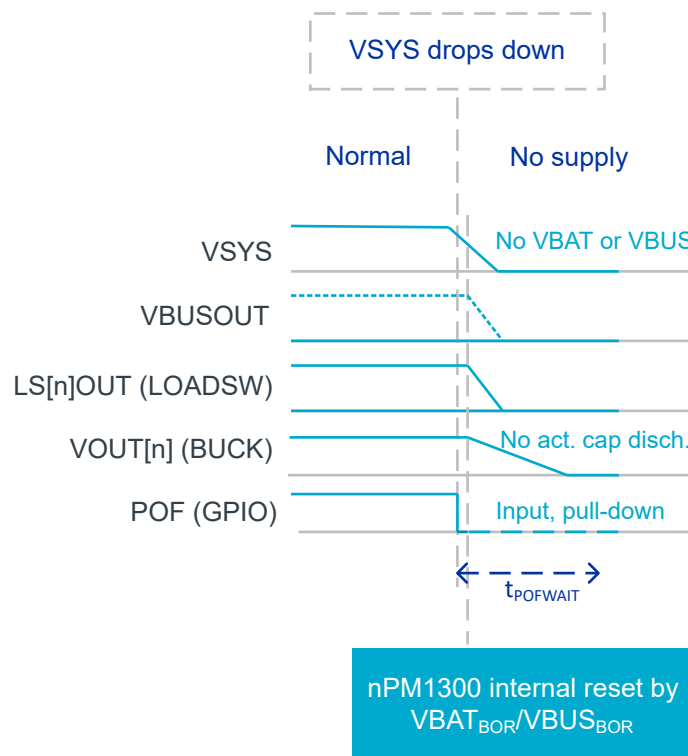 VSYS drops down
Normal
No supply
VSYS
No VBAT or VBUS
VBUSOUT
LS[n]OUT (LOADSW)
VOUT[n] (BUCK)
No act. cap disch.
POF (GPIO)
Input, pull-down
tPOFWAIT
nPM1300 internal reset by
VBATBOR/VBUSBOR